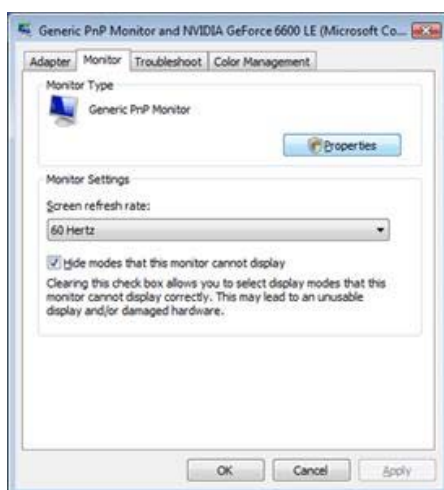 Generic PnP Monitor and NVIDIA GeForce 6600 LE (Microsoft Co...
Adapter Monitor Troubleshoot Color Management
Monitor Type
Generic PnP Monitor
Properties
Monitor Settings
Screen refresh rate:
60 Hertz
Hide modes that this monitor cannot display
Clearing this check box allows you to select display modes that this
monitor cannot display correctly. This may lead to an unusable
display and/or damaged hardware.
OK Cancel Apply